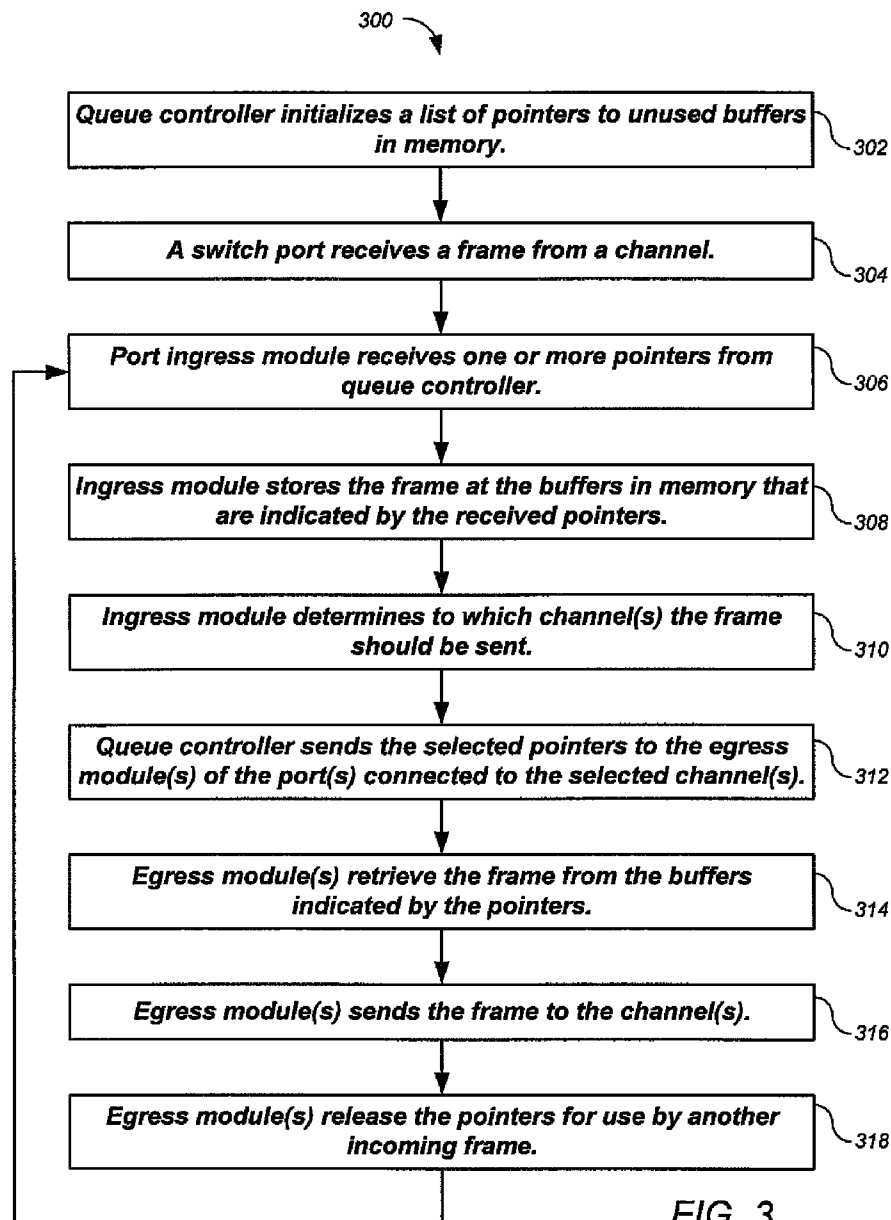 300
Queue controller initializes a list of pointers to unused buffers
in memory.
302
A switch port receives a frame from a channel.
304
Port ingress module receives one or more pointers from
queue controller.
306
Ingress module stores the frame at the buffers in memory that
are indicated by the received pointers.
308
Ingress module determines to which channel(s) the frame
should be sent.
310
Queue controller sends the selected pointers to the egress
module(s) of the port(s) connected to the selected channel(s).
312
Egress module(s) retrieve the frame from the buffers
indicated by the pointers.
314
Egress module(s) sends the frame to the channel(s).
316
Egress module(s) release the pointers for use by another
incoming frame.
318
FIG. 3